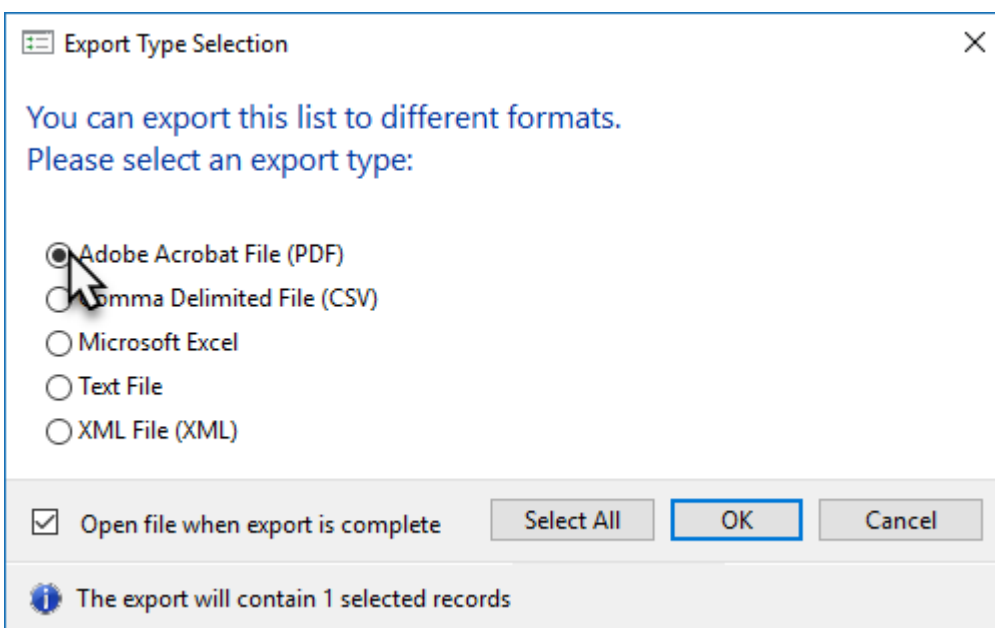 Export Type Selection
You can export this list to different formats.
Please select an export type:
Adobe Acrobat File (PDF)
Comma Delimited File (CSV)
Microsoft Excel
Text File
XML File (XML)
Open file when export is complete
Select All
OK
Cancel
The export will contain 1 selected records